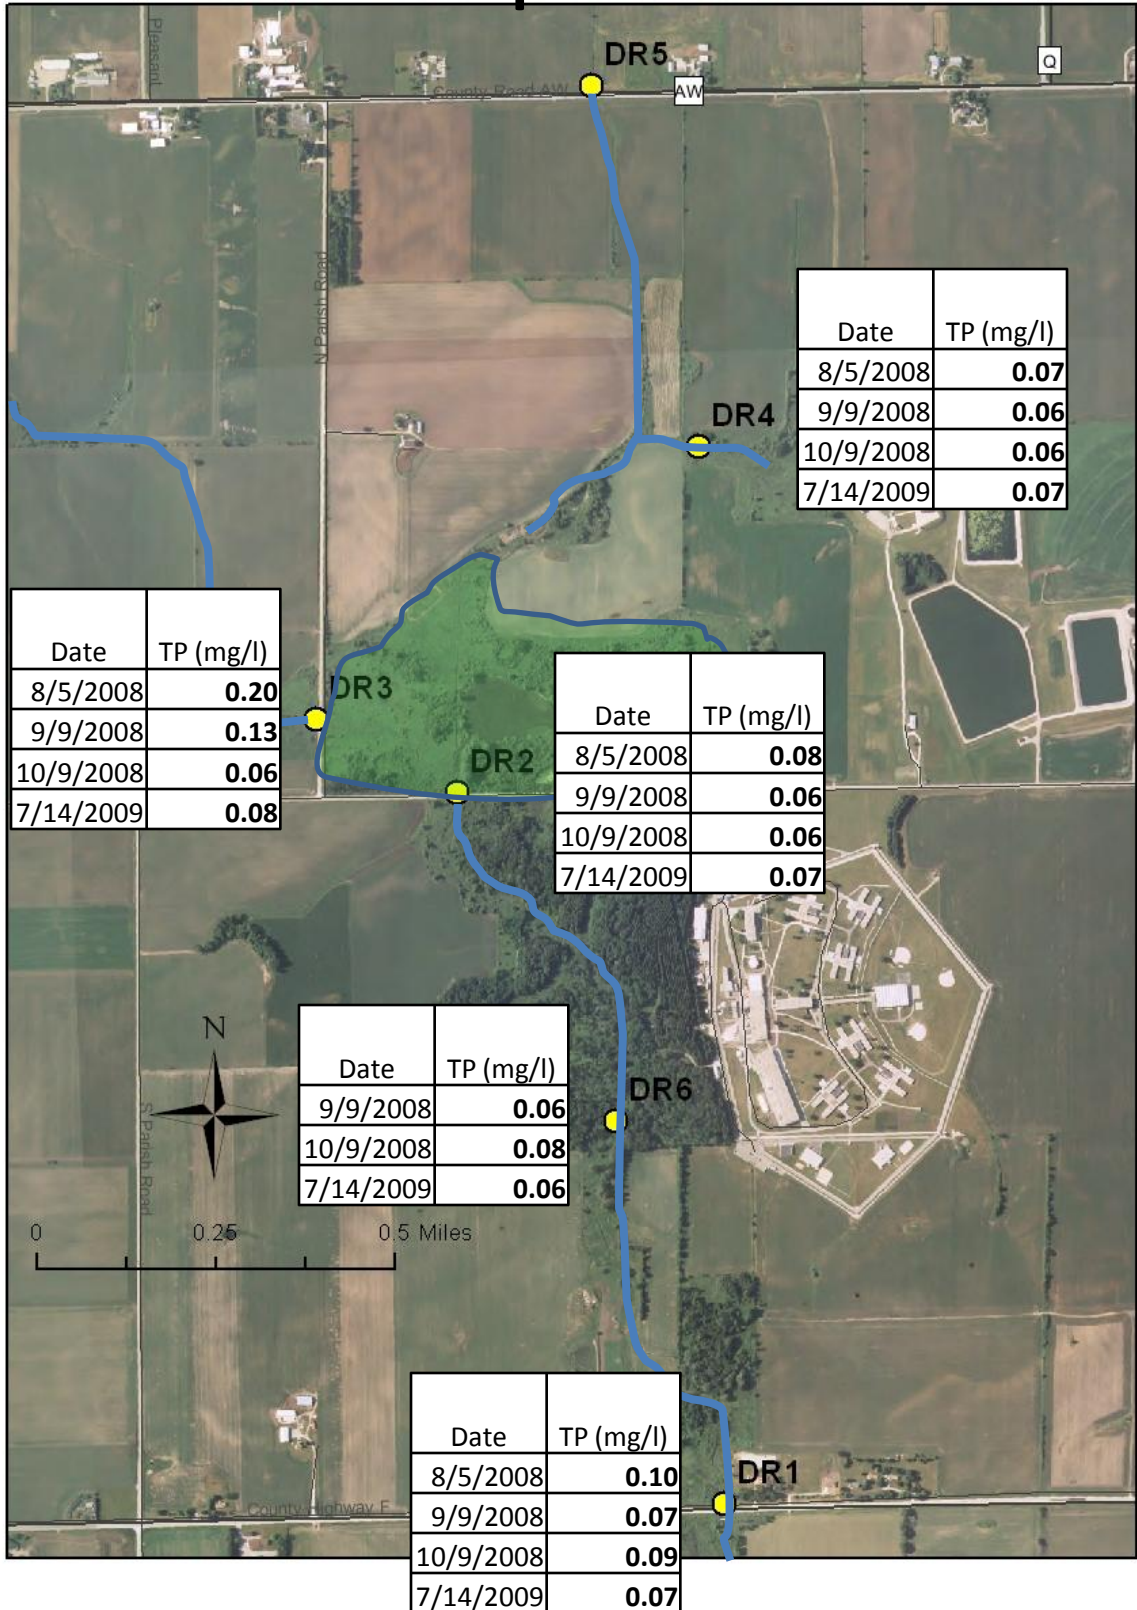 DR5
Pleasant
Q
County Road AW
AW
N Parish Road
Date TP (mg/l)
8/5/2008 0.07
9/9/2008 0.06
10/9/2008 0.06
7/14/2009 0.07
DR4
Date TP (mg/l)
8/5/2008 0.20
9/9/2008 0.13
10/9/2008 0.06
7/14/2009 0.08
DR3
Date TP (mg/l)
8/5/2008 0.08
9/9/2008 0.06
10/9/2008 0.06
7/14/2009 0.07
DR2
N
Date TP (mg/l)
9/9/2008 0.06
10/9/2008 0.08
7/14/2009 0.06
DR6
S Parish Road
0 0.25 0.5 Miles
Date TP (mg/l)
8/5/2008 0.10
9/9/2008 0.07
10/9/2008 0.09
7/14/2009 0.07
DR1
County Highway F